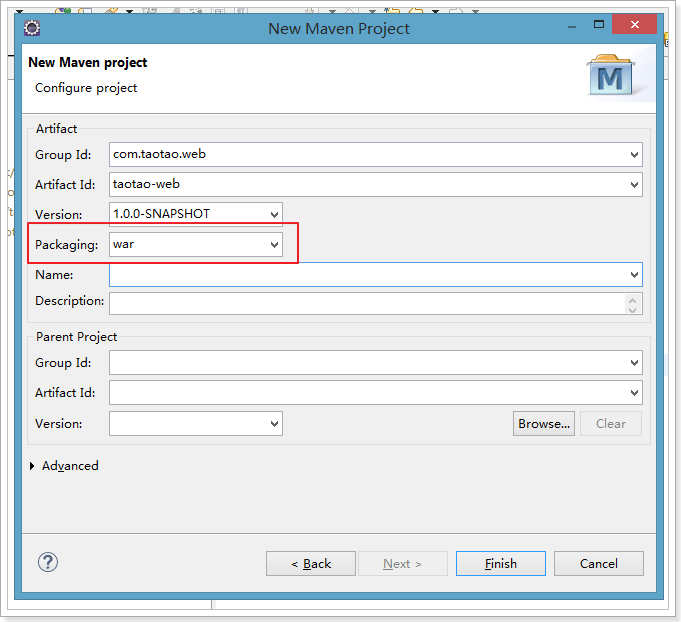 New Maven Project
New Maven project
Configure project
Artifact
Group Id: com.taotao.web
Artifact Id: taotao-web
Version: 1.0.0-SNAPSHOT
Packaging: war
Name:
Description:
Parent Project
Group Id:
Artifact Id:
Version: Browse... Clear
Advanced
? < Back Next > Finish Cancel